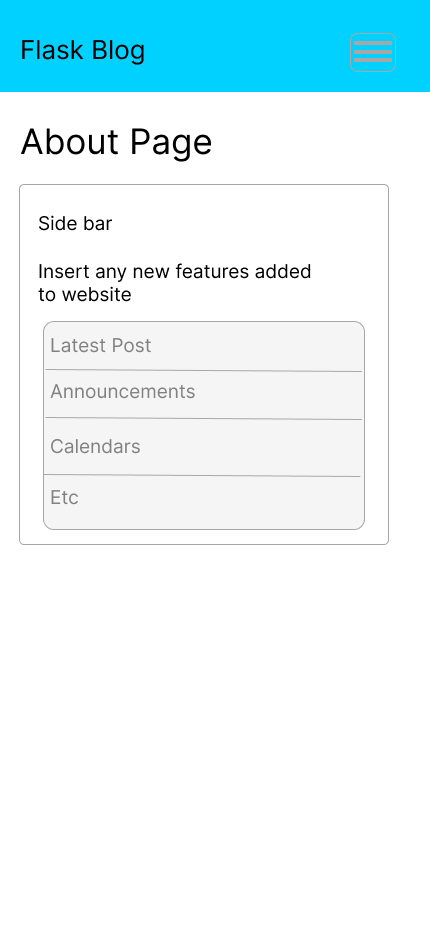 Flask Blog
About Page
Side bar
Insert any new features added
to website
Latest Post
Announcements
Calendars
Etc